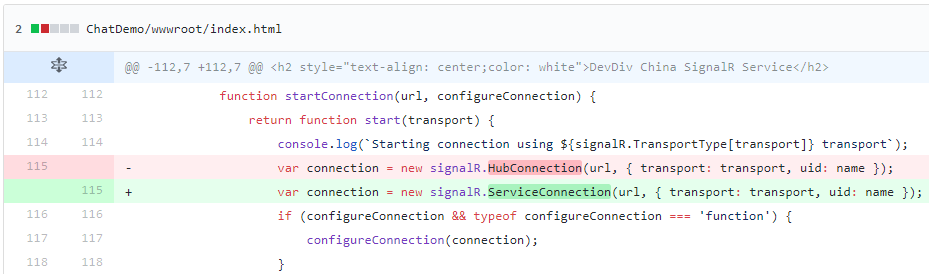 2 ChatDemo/wwwroot/index.html
@@ -112,7 +112,7 @@ <h2 style="text-align: center;color: white">DevDiv China SignalR Service</h2>
112 112 function startConnection(url, configureConnection) {
113 113 return function start(transport) {
114 114 console.log(`Starting connection using ${signalR.TransportType[transport]} transport`);
115 - var connection = new signalR.HubConnection(url, { transport: transport, uid: name });
115 + var connection = new signalR.ServiceConnection(url, { transport: transport, uid: name });
116 116 if (configureConnection && typeof configureConnection === 'function') {
117 117 configureConnection(connection);
118 118 }